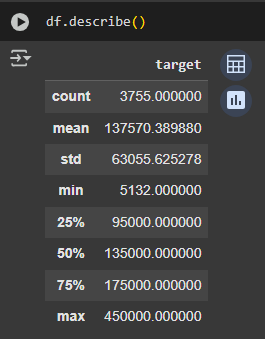 df.describe()
target
count 3755.000000
mean 137570.389880
std 63055.625278
min 5132.000000
25% 95000.000000
50% 135000.000000
75% 175000.000000
max 450000.000000